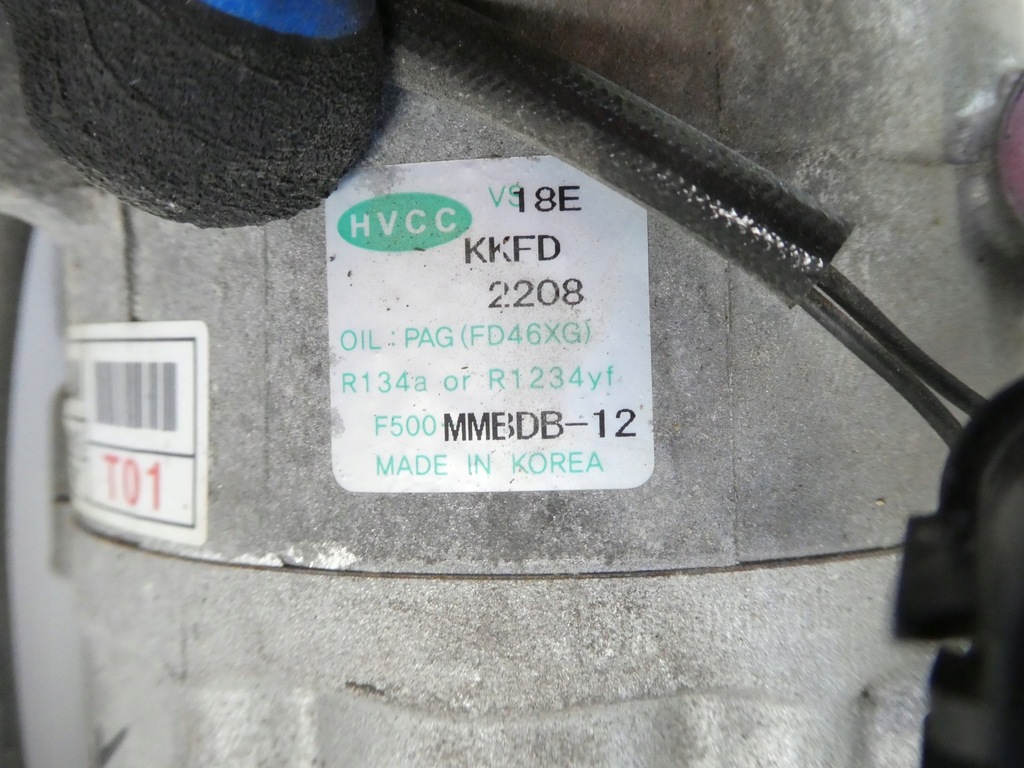 HVCC VS18E
KKFD
2208
OIL : PAG (FD46XG)
R134a or R1234yf
F500 MMBDB-12
MADE IN KOREA
T01